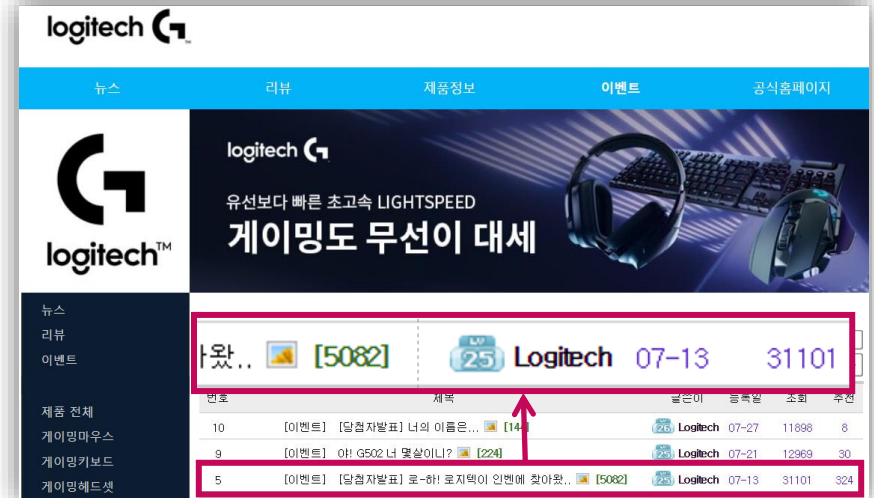 logitech
뉴스 리뷰 제품정보 이벤트 공식홈페이지
logitech
유선보다 빠른 초고속 LIGHTSPEED
게이밍도 무선이 대세
logitech™
뉴스
리뷰
이벤트
제품 전체
게이밍마우스
게이밍키보드
게이밍헤드셋
왔.. [5082] LV 25 Logitech 07-13 31101
번호 제목 글쓴이 등록일 조회 추천
10 [이벤트] [당첨자발표] 너의 이름은... Logitech 07-27 11898 8
9 [이벤트] 야! G502 너 몇살이니? [224] Logitech 07-21 12969 30
5 [이벤트] [당첨자발표] 로-하! 로지텍이 인벤에 찾아왔.. [5082] Logitech 07-13 31101 324